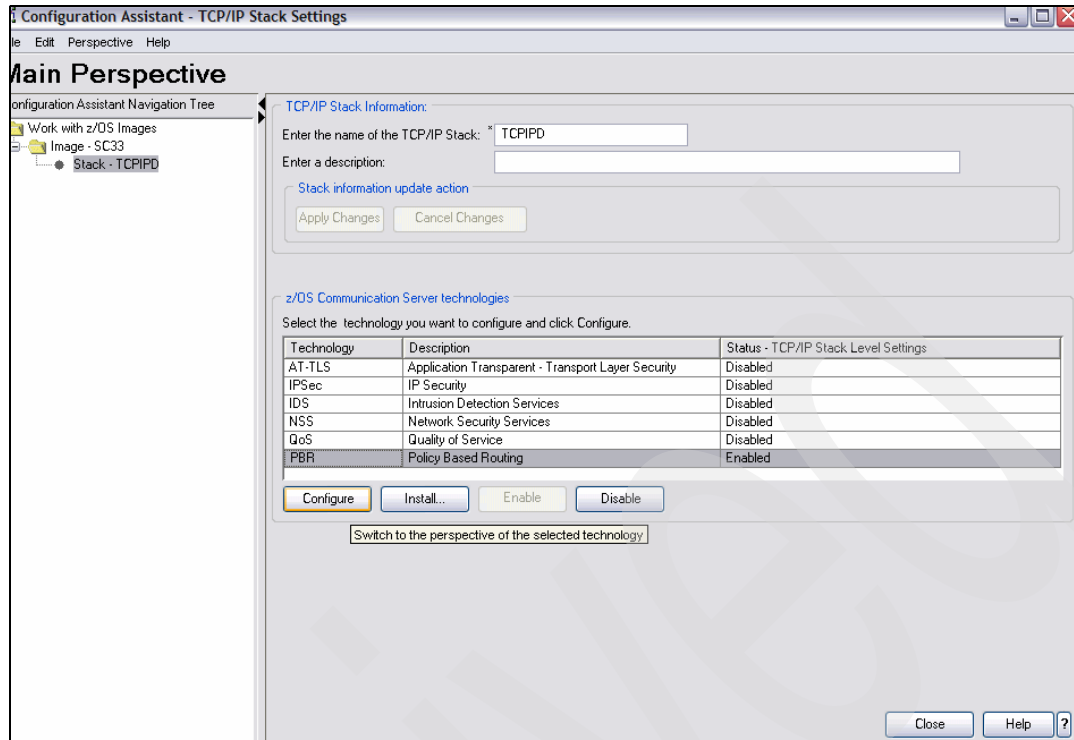 Configuration Assistant - TCP/IP Stack Settings
le Edit Perspective Help
Main Perspective
onfiguration Assistant Navigation Tree
Work with z/OS Images
Image - SC33
Stack - TCPIPD
TCP/IP Stack Information:
Enter the name of the TCP/IP Stack: * TCPIPD
Enter a description:
Stack information update action
Apply Changes Cancel Changes
z/OS Communication Server technologies
Select the technology you want to configure and click Configure.
Technology Description Status - TCP/IP Stack Level Settings
AT-TLS Application Transparent - Transport Layer Security Disabled
IPSec IP Security Disabled
IDS Intrusion Detection Services Disabled
NSS Network Security Services Disabled
QoS Quality of Service Disabled
PBR Policy Based Routing Enabled
Configure Install... Enable Disable
Switch to the perspective of the selected technology
Close Help ?